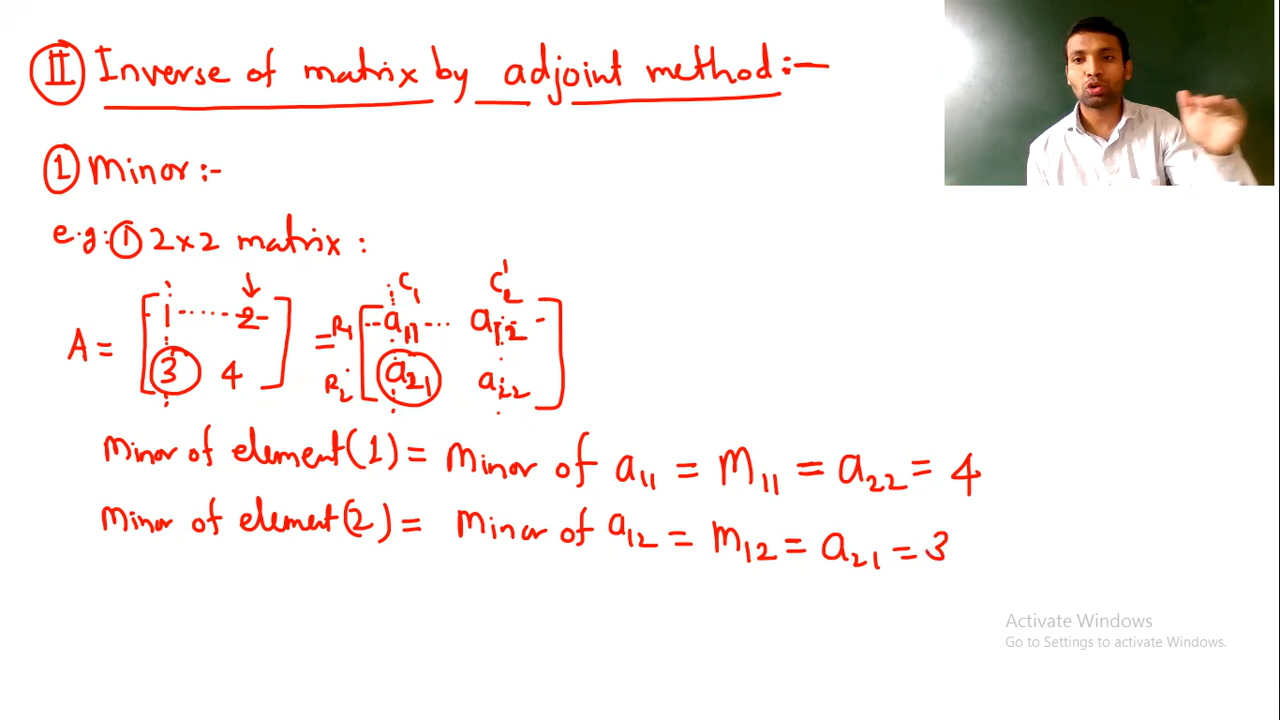 II Inverse of matrix by adjoint method:-
1 Minor:-
e.g: 1 2×2 matrix:
C1 C2
A = [1 2 = R1 [a11 a12
3 4] R2 a21 a22]
Minor of element(1) = Minor of a11 = M11 = a22 = 4
Minor of element(2) = Minor of a12 = M12 = a21 = 3
Activate Windows
Go to Settings to activate Windows.